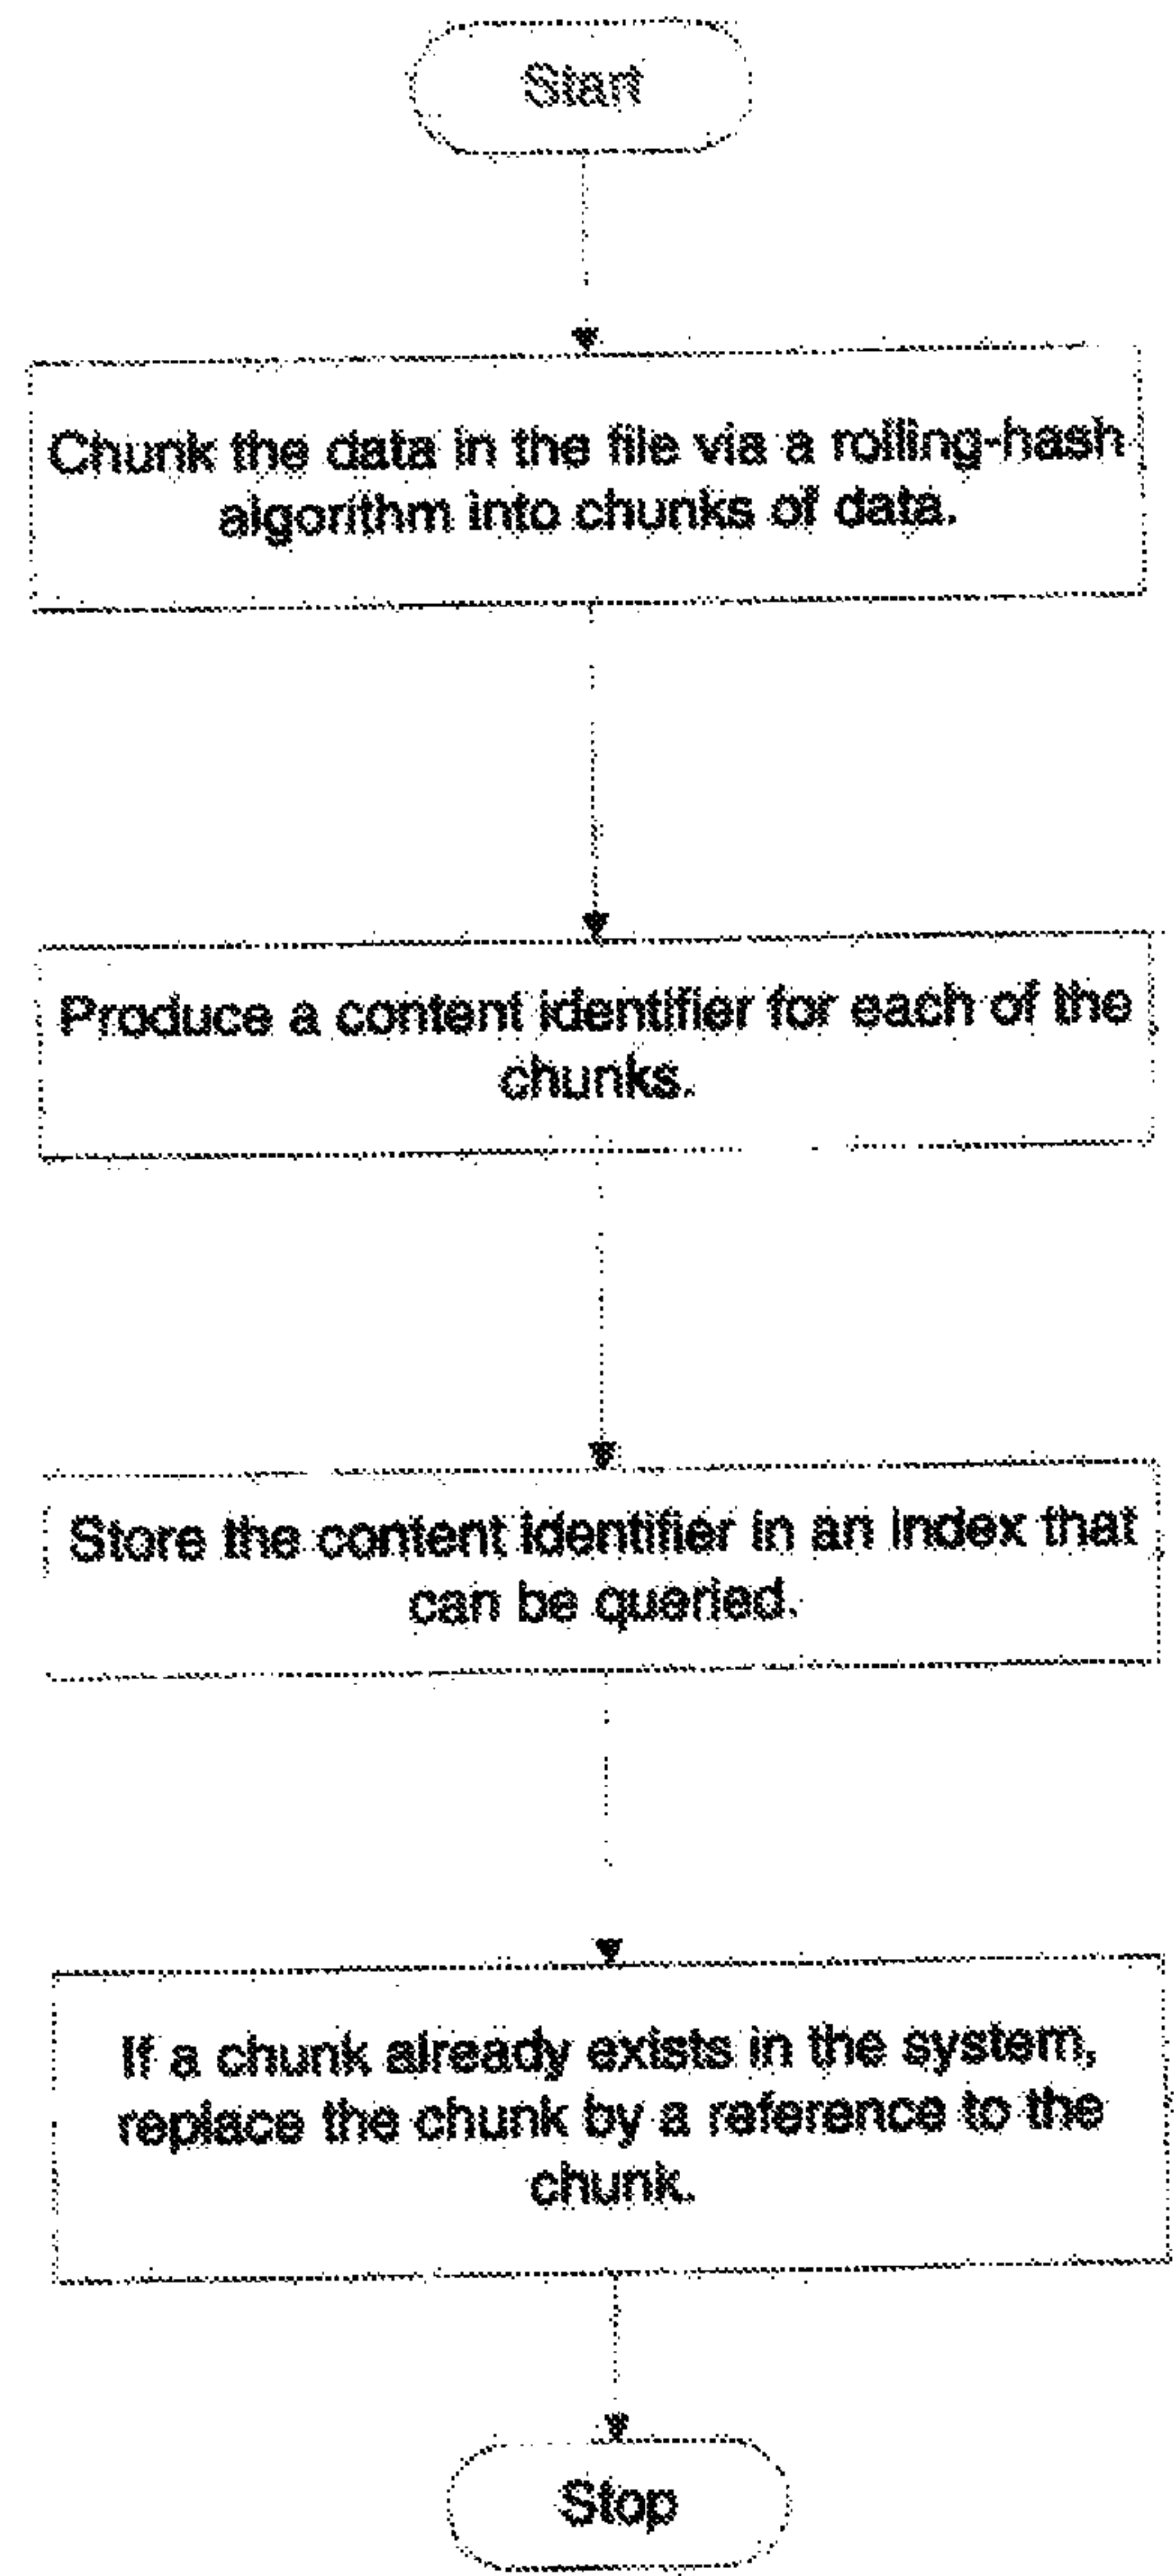 Start
Chunk the data in the file via a rolling-hash
algorithm into chunks of data.
Produce a content identifier for each of the
chunks.
Store the content identifier in an index that
can be queried.
If a chunk already exists in the system,
replace the chunk by a reference to the
chunk.
Stop